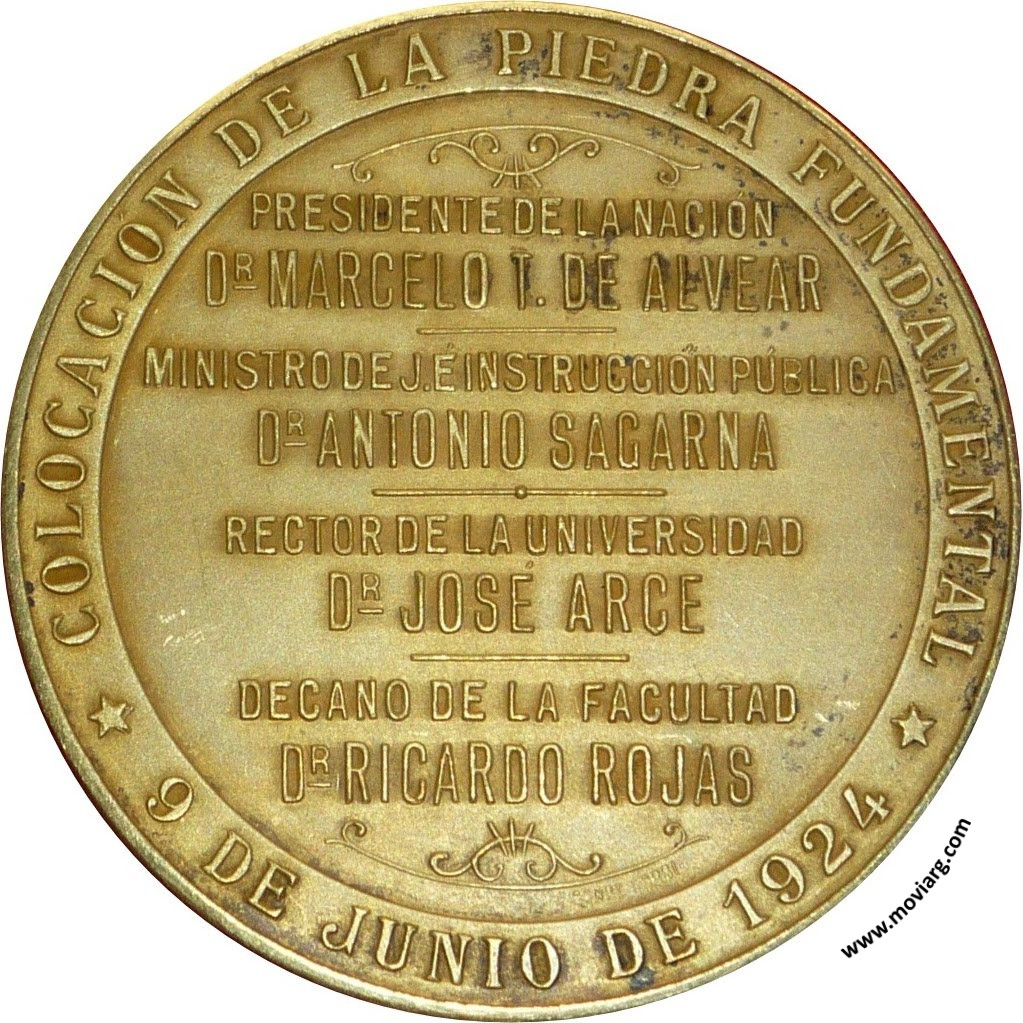 COLOCACIÓN DE LA PIEDRA FUNDAMENTAL
PRESIDENTE DE LA NACIÓN
DR MARCELO T. DE ALVEAR
MINISTRO DE J. É INSTRUCCIÓN PÚBLICA
DR ANTONIO SAGARNA
RECTOR DE LA UNIVERSIDAD
DR JOSÉ ARCE
DECANO DE LA FACULTAD
DR RICARDO ROJAS
9 DE JUNIO DE 1924
www.moviarg.com